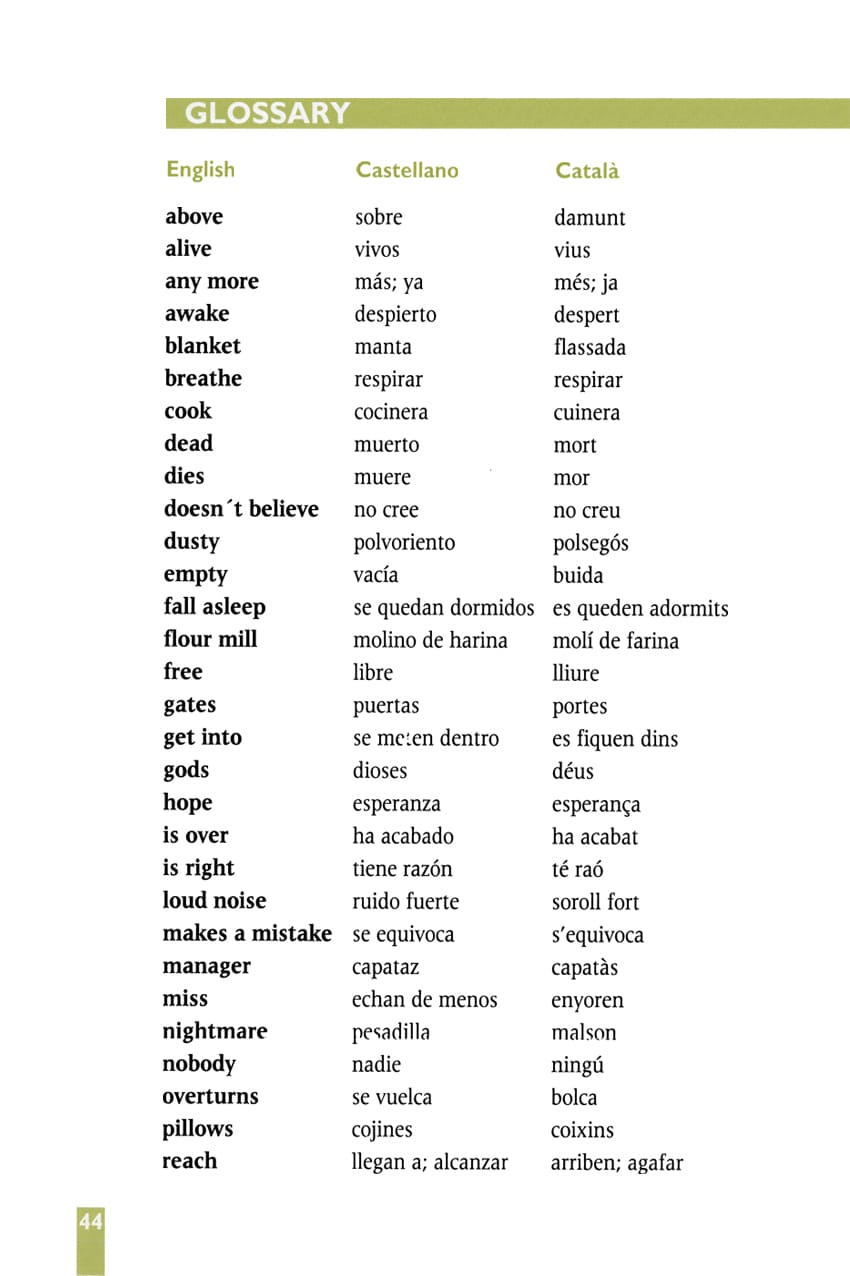 GLOSSARY
English Castellano Català
above sobre damunt
alive vivos vius
any more más; ya més; ja
awake despierto despert
blanket manta flassada
breathe respirar respirar
cook cocinera cuinera
dead muerto mort
dies muere mor
doesn´t believe no cree no creu
dusty polvoriento polsegós
empty vacía buida
fall asleep se quedan dormidos es queden adormits
flour mill molino de harina molí de farina
free libre lliure
gates puertas portes
get into se meten dentro es fiquen dins
gods dioses déus
hope esperanza esperança
is over ha acabado ha acabat
is right tiene razón té raó
loud noise ruido fuerte soroll fort
makes a mistake se equivoca s’equivoca
manager capataz capatàs
miss echan de menos enyoren
nightmare pesadilla malson
nobody nadie ningú
overturns se vuelca bolca
pillows cojines coixins
reach llegan a; alcanzar arriben; agafar
44